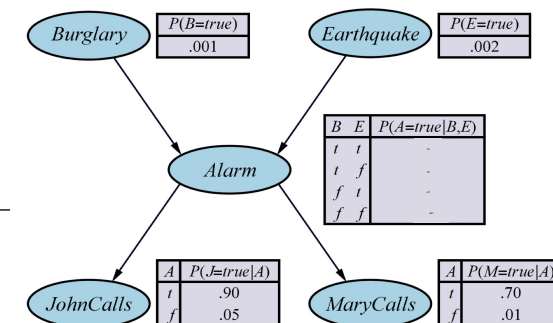 Burglary
P(B=true)
.001
Earthquake
P(E=true)
.002
Alarm
B E P(A=true|B,E)
t t -
t f -
f t -
f f -
JohnCalls
A P(J=true|A)
t .90
f .05
MaryCalls
A P(M=true|A)
t .70
f .01